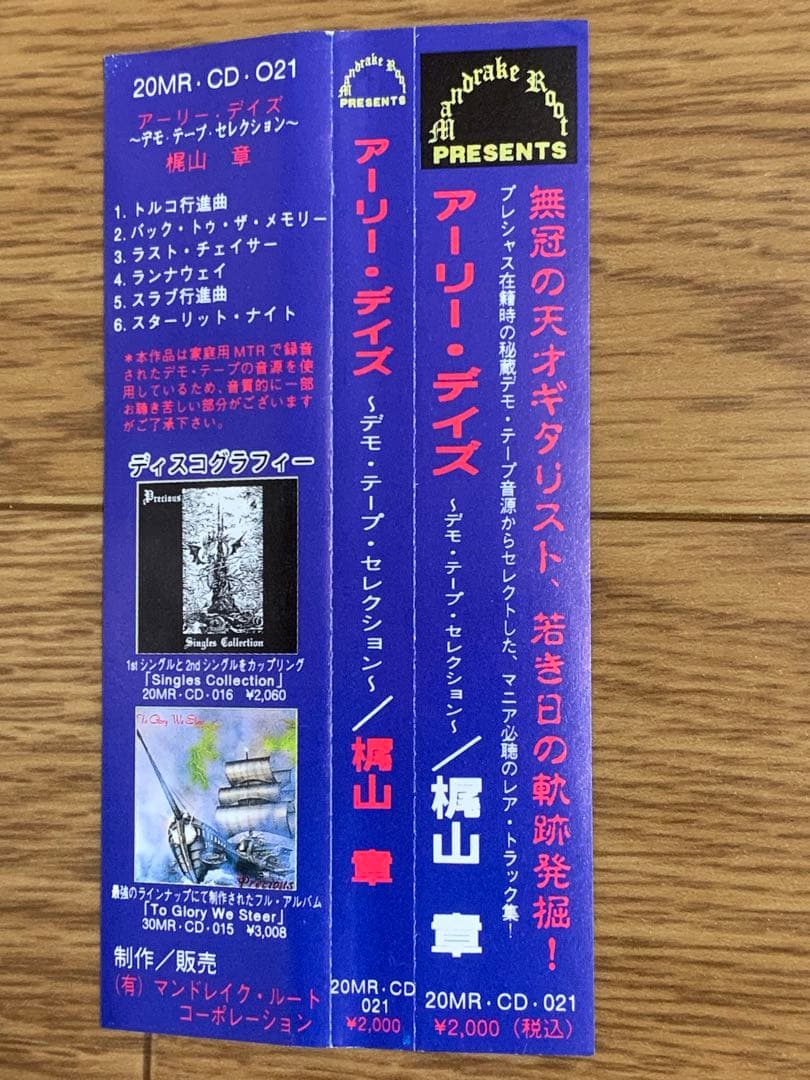 20MR・CD・021
アーリー・デイズ
～デモ・テープ・セレクション～
梶山 章
1. トルコ行進曲
2. バック・トゥ・ザ・メモリー
3. ラスト・チェイサー
4. ランナウェイ
5. スラブ行進曲
6. スターリット・ナイト
＊本作品は家庭用MTRで録音
されたデモ・テープの音源を使
用しているため、音質的に一部
お聴き苦しい部分がございます
がご了承下さい。
ディスコグラフィー
Precious
Singles Collection
1stシングルと2ndシングルをカップリング
「Singles Collection」
20MR・CD・016 ¥2,060
To Glory We Steer
Precious
最強のラインナップにて制作されたフル・アルバム
「To Glory We Steer」
30MR・CD・015 ¥3,008
制作／販売
(有) マンドレイク・ルート
コーポレーション
Mandrake Root
PRESENTS
アーリー・デイズ ～デモ・テープ・セレクション～／梶山 章
20MR・CD
021
¥2,000
Mandrake Root
PRESENTS
無冠の天才ギタリスト、若き日の軌跡発掘！
プレシャス在籍時の秘蔵デモ・テープ音源からセレクトした、マニア必聴のレア・トラック集！
アーリー・デイズ ～デモ・テープ・セレクション～／梶山 章
20MR・CD・021
¥2,000（税込）